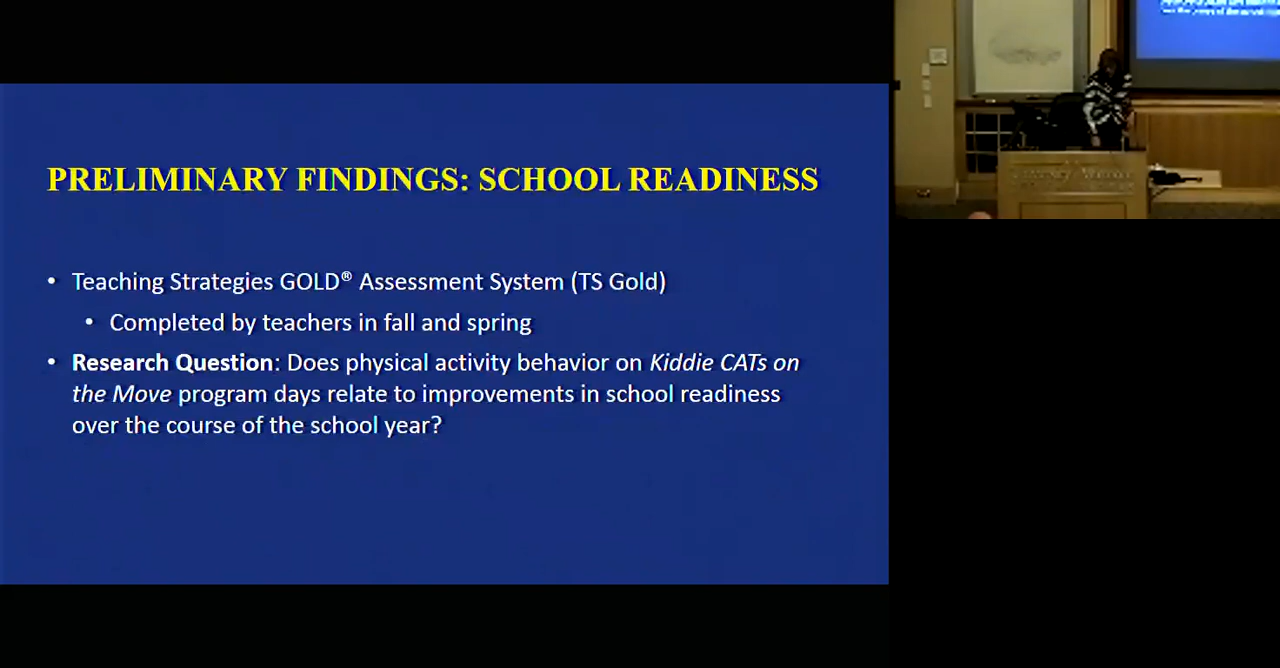 PRELIMINARY FINDINGS: SCHOOL READINESS
• Teaching Strategies GOLD® Assessment System (TS Gold)
• Completed by teachers in fall and spring
• Research Question: Does physical activity behavior on Kiddie CATs on
the Move program days relate to improvements in school readiness
over the course of the school year?